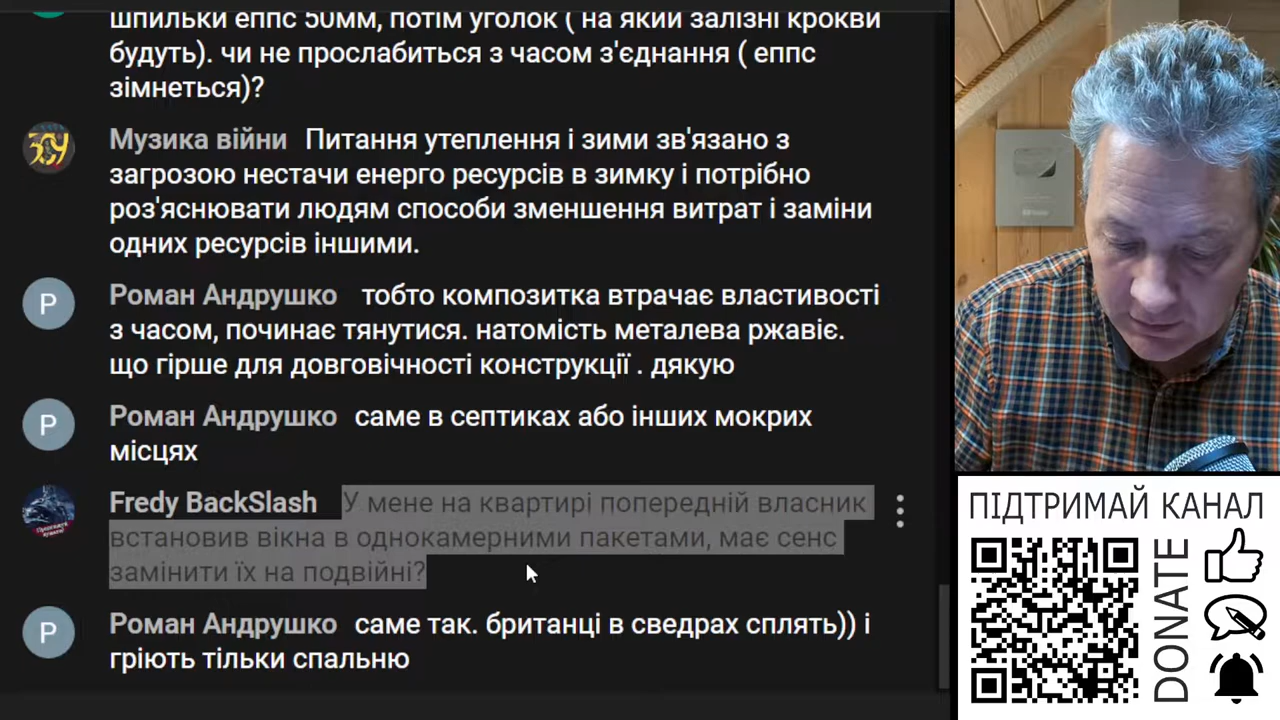 шпильки еппс 50мм, потім уголок ( на який залізні крокви
будуть). чи не прослабиться з часом з'єднання ( еппс
зімнеться)?
Музика війни Питання утеплення і зими зв'язано з
загрозою нестачи енерго ресурсів в зимку і потрібно
роз'яснювати людям способи зменшення витрат і заміни
одних ресурсів іншими.
Р
Роман Андрушко тобто композитка втрачає властивості
з часом, починає тянутися. натомість металева ржавіє.
що гірше для довговічності конструкції . дякую
Р
Роман Андрушко саме в септиках або інших мокрих
місцях
Fredy BackSlash У мене на квартирі попередній власник
встановив вікна в однокамерними пакетами, має сенс
замінити їх на подвійні?
Р
Роман Андрушко саме так. британці в сведрах сплять)) і
гріють тільки спальню
ПІДТРИМАЙ КАНАЛ
DONATE